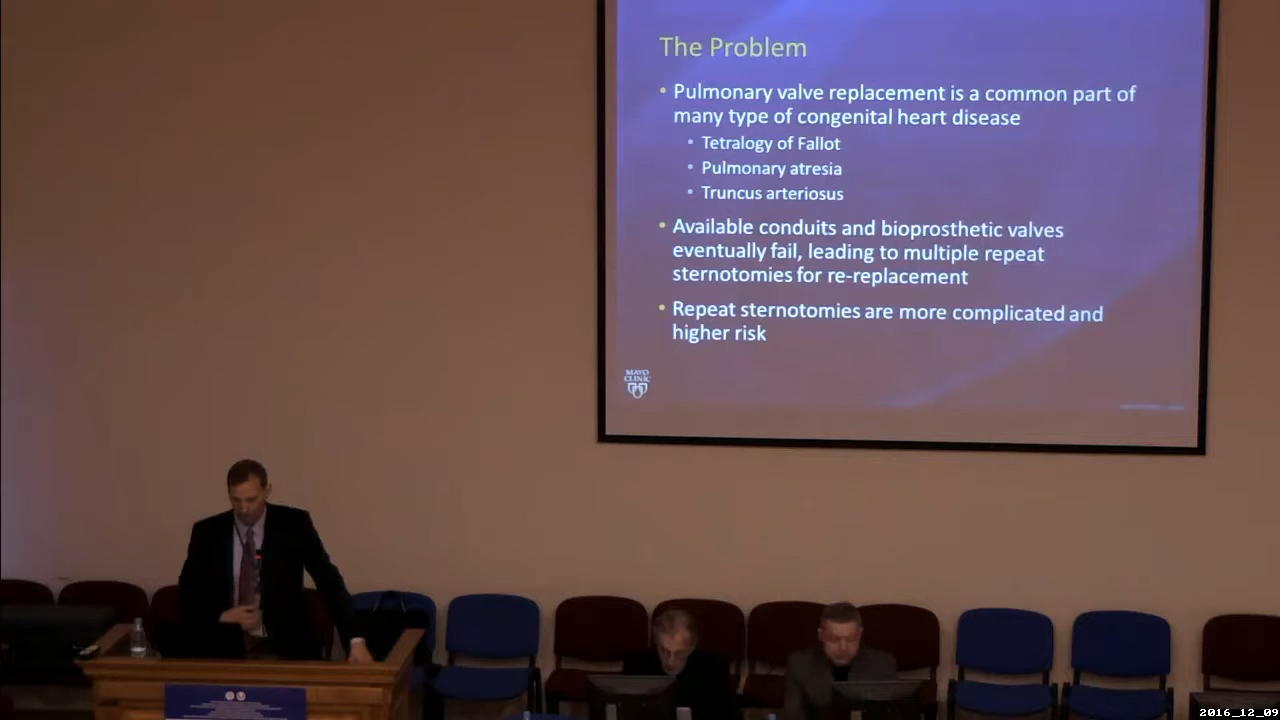 The Problem
• Pulmonary valve replacement is a common part of
many type of congenital heart disease
• Tetralogy of Fallot
• Pulmonary atresia
• Truncus arteriosus
• Available conduits and bioprosthetic valves
eventually fail, leading to multiple repeat
sternotomies for re-replacement
• Repeat sternotomies are more complicated and
higher risk
MAYO
CLINIC
2016_12_09